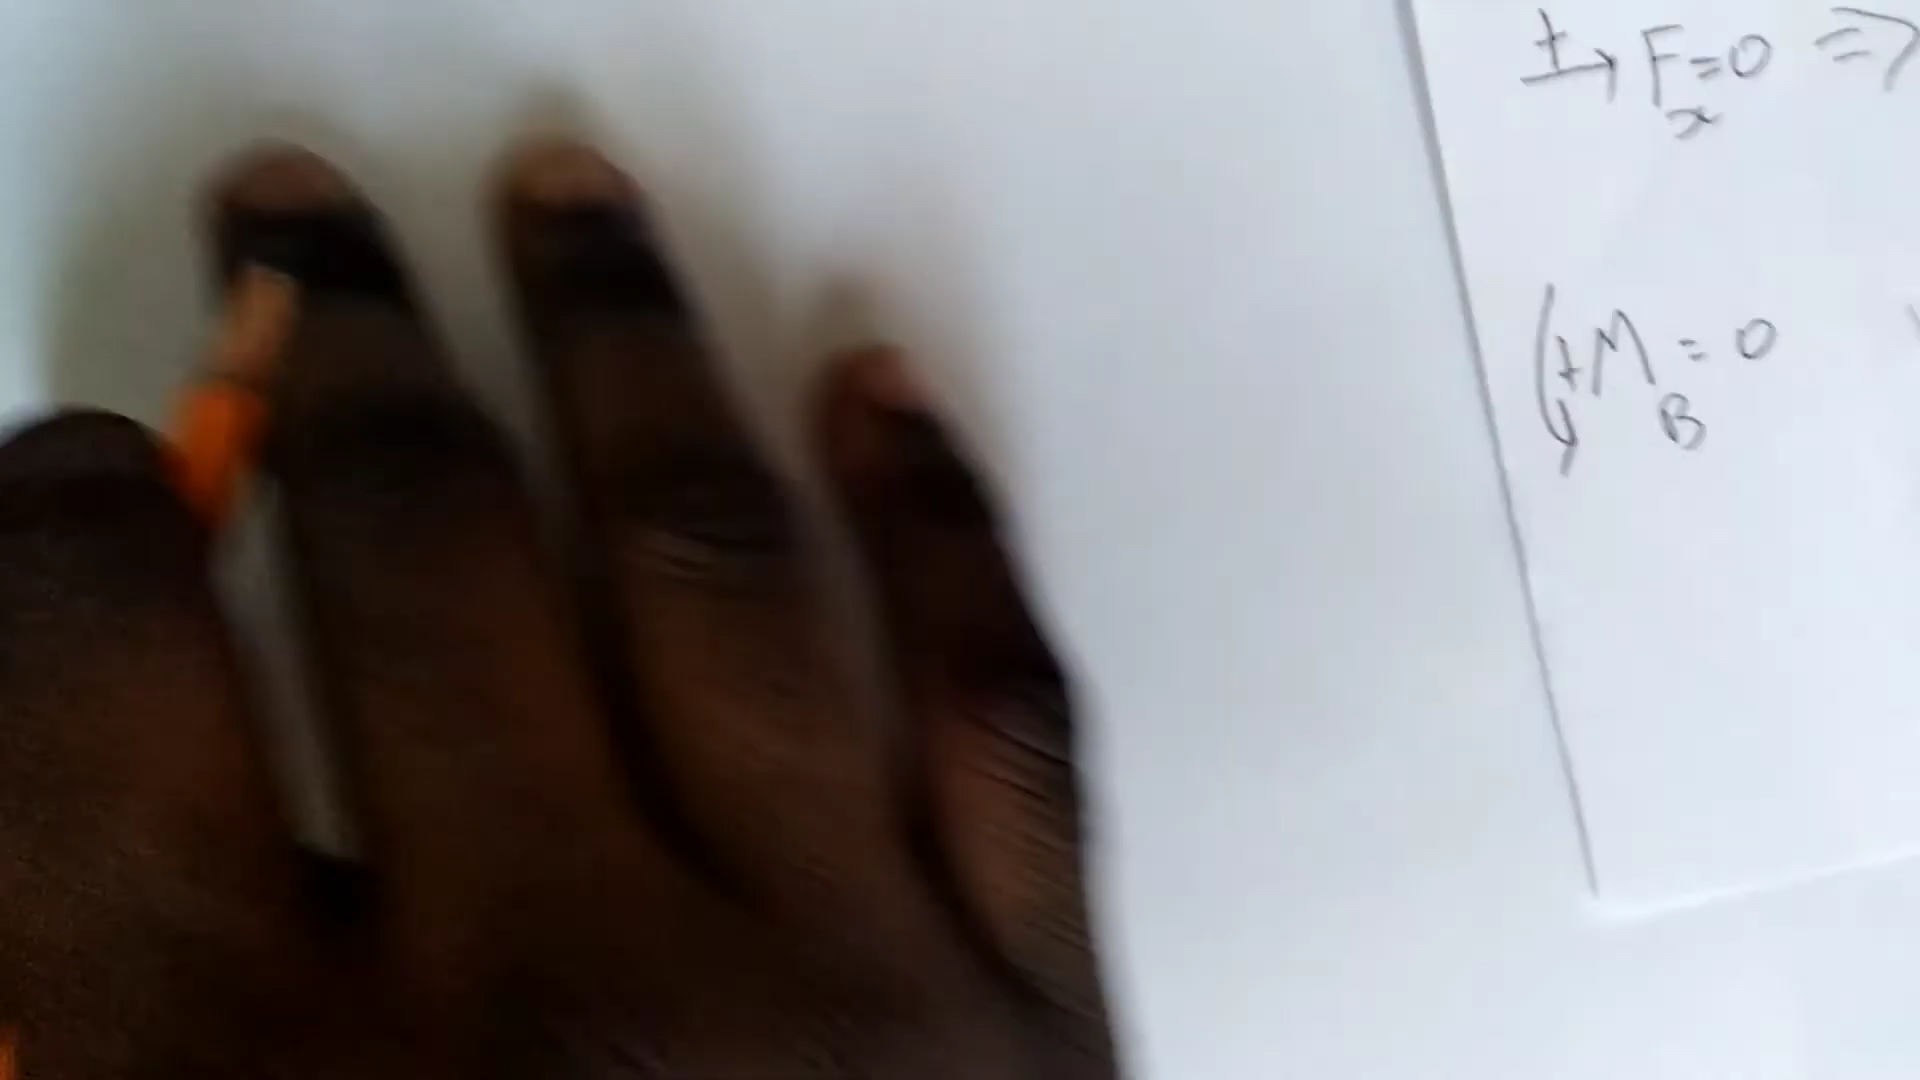 +→ Fx = 0 =>
(+ M_B = 0